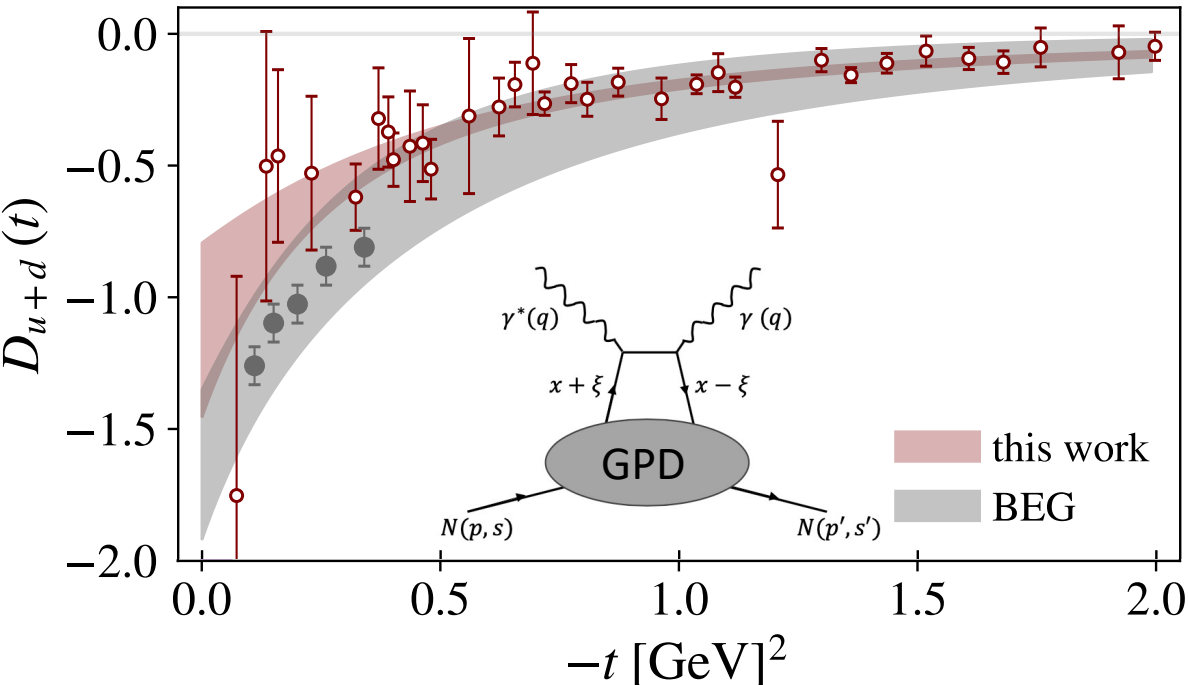 0.0
−0.5
−1.0
−1.5
−2.0
D_{u+d}(t)
γ*(q)
γ (q)
x + ξ
x − ξ
GPD
N(p, s)
N(p′, s′)
this work
BEG
0.0 0.5 1.0 1.5 2.0
−t [GeV]²